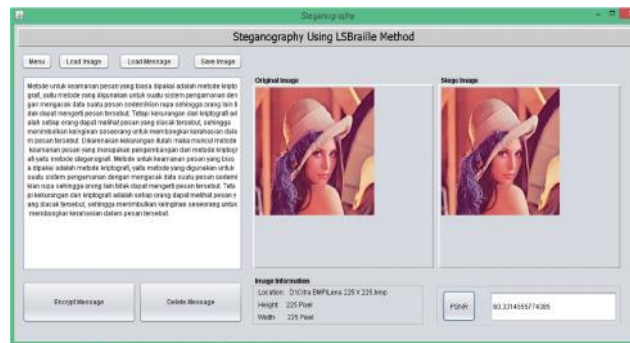 Steganography
Steganography Using LSBraille Method
Menu
Load Image
Load Message
Save Image
Metode untuk keamanan pesan yang biasa dipakai adalah metode kripto
grafi, yaitu metode yang digunakan untuk suatu sistem pengamanan den
gan mengacak data suatu pesan sedemikian rupa sehingga orang lain ti
dak dapat mengerti pesan tersebut. Tetapi kekurangan dari kriptografi ad
alah setiap orang dapat melihat pesan yang diacak tersebut, sehingga
menimbulkan keinginan seseorang untuk membongkar kerahasian dala
m pesan tersebut. Dikarenakan kekurangan itulah maka muncul metode
keamanan pesan yang merupakan pengembangan dari metode kriptogr
afi yaitu metode steganografi. Metode untuk keamanan pesan yang bias
a dipakai adalah metode kriptografi, yaitu metode yang digunakan untuk
suatu sistem pengamanan dengan mengacak data suatu pesan sedemi
kian rupa sehingga orang lain tidak dapat mengerti pesan tersebut. Teta
pi kekurangan dari kriptografi adalah setiap orang dapat melihat pesan y
ang diacak tersebut, sehingga menimbulkan keinginan seseorang untuk
membongkar kerahasian dalam pesan tersebut.
Original Image
Stego Image
Encrypt Message
Delete Message
Image Information
Location: D:\Citra BMP\Lena 225 X 225.bmp
Height 225 Pixel
Width 225 Pixel
PSNR